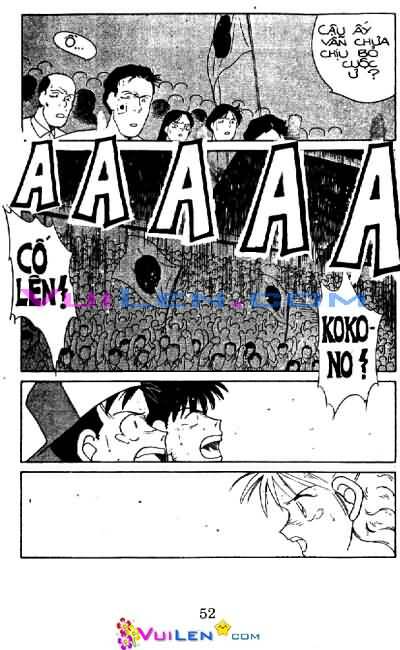 CẬU ẤY
VẪN CHƯA
CHỊU BỎ
CUỘC
Ư ?
Ồ...
A A A A A
CỐ
LÊN!
KOKO-
NO!
VUILEN.COM
52
VUILEN.COM